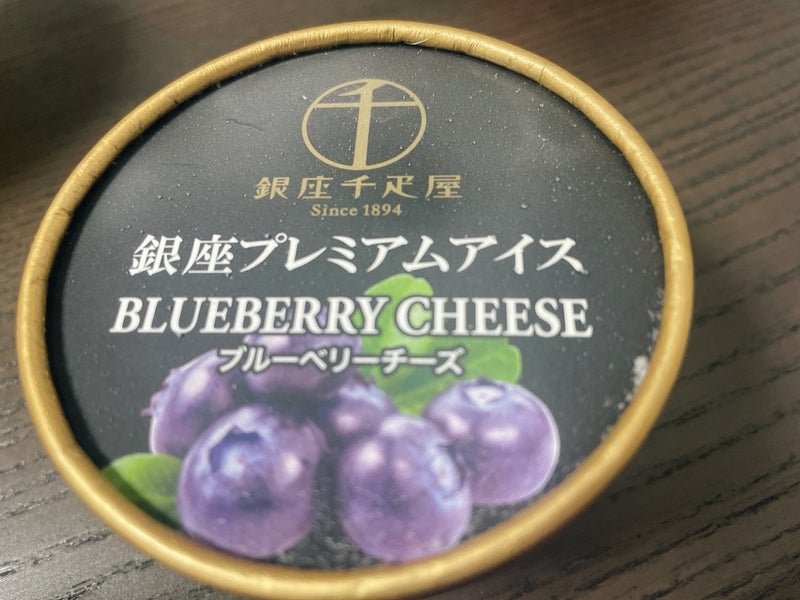 千
銀座千疋屋
Since 1894
銀座プレミアムアイス
BLUEBERRY CHEESE
ブルーベリーチーズ